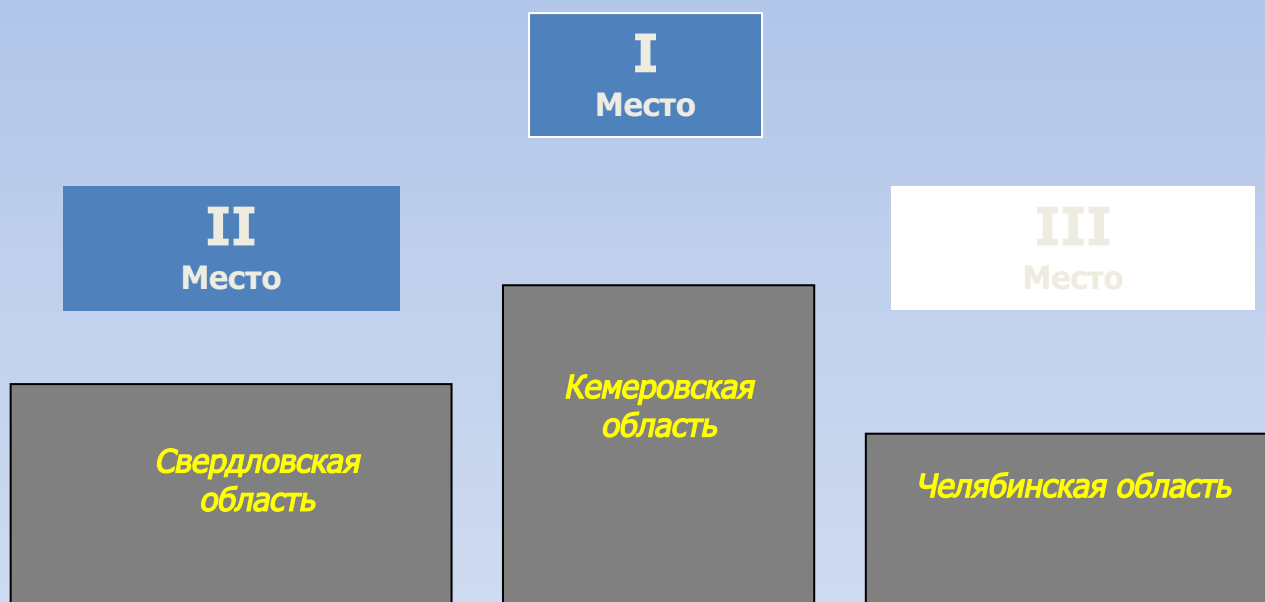 I
Место
II
Место
III
Место
Кемеровская
область
Свердловская
область
Челябинская область